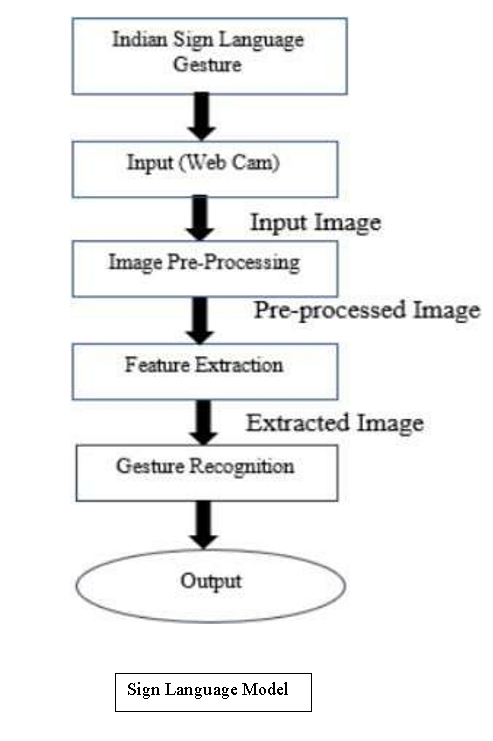 Indian Sign Language
Gesture
Input (Web Cam)
Input Image
Image Pre-Processing
Pre-processed Image
Feature Extraction
Extracted Image
Gesture Recognition
Output
Sign Language Model